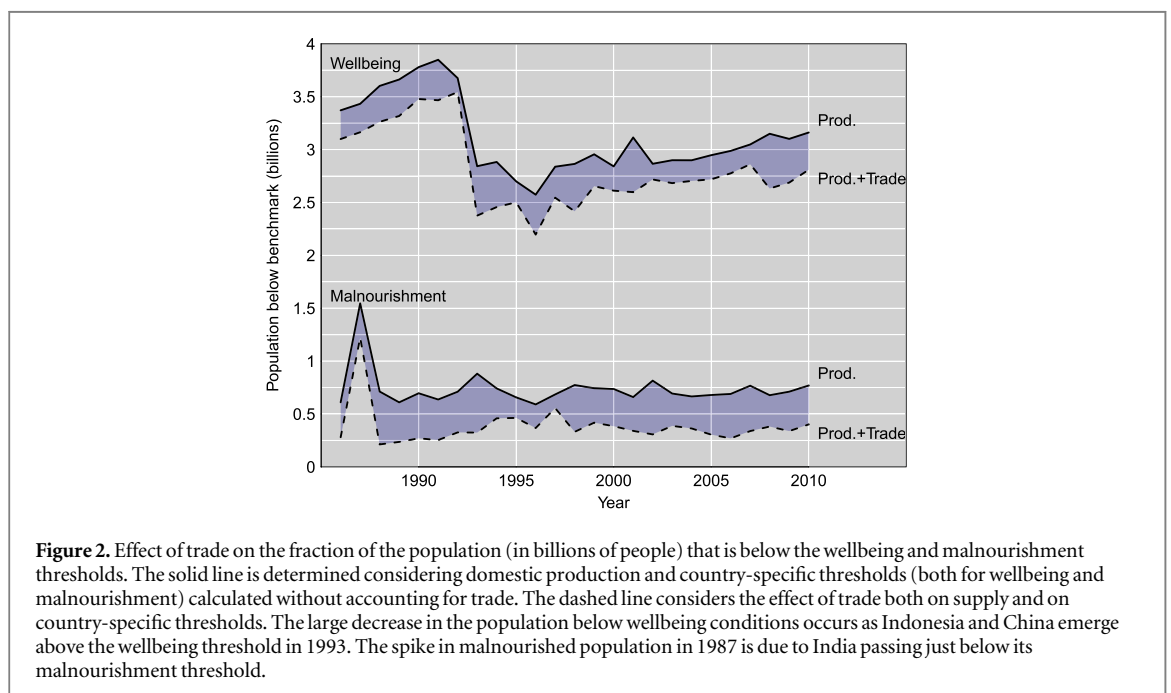 4
Wellbeing
3.5
Prod.
3
Prod.+Trade
2.5
Population below benchmark (billions)
2
Malnourishment
1.5
1
Prod.
0.5
Prod.+Trade
0
1990 1995 2000 2005 2010
Year
Figure 2. Effect of trade on the fraction of the population (in billions of people) that is below the wellbeing and malnourishment
thresholds. The solid line is determined considering domestic production and country-specific thresholds (both for wellbeing and
malnourishment) calculated without accounting for trade. The dashed line considers the effect of trade both on supply and on
country-specific thresholds. The large decrease in the population below wellbeing conditions occurs as Indonesia and China emerge
above the wellbeing threshold in 1993. The spike in malnourished population in 1987 is due to India passing just below its
malnourishment threshold.